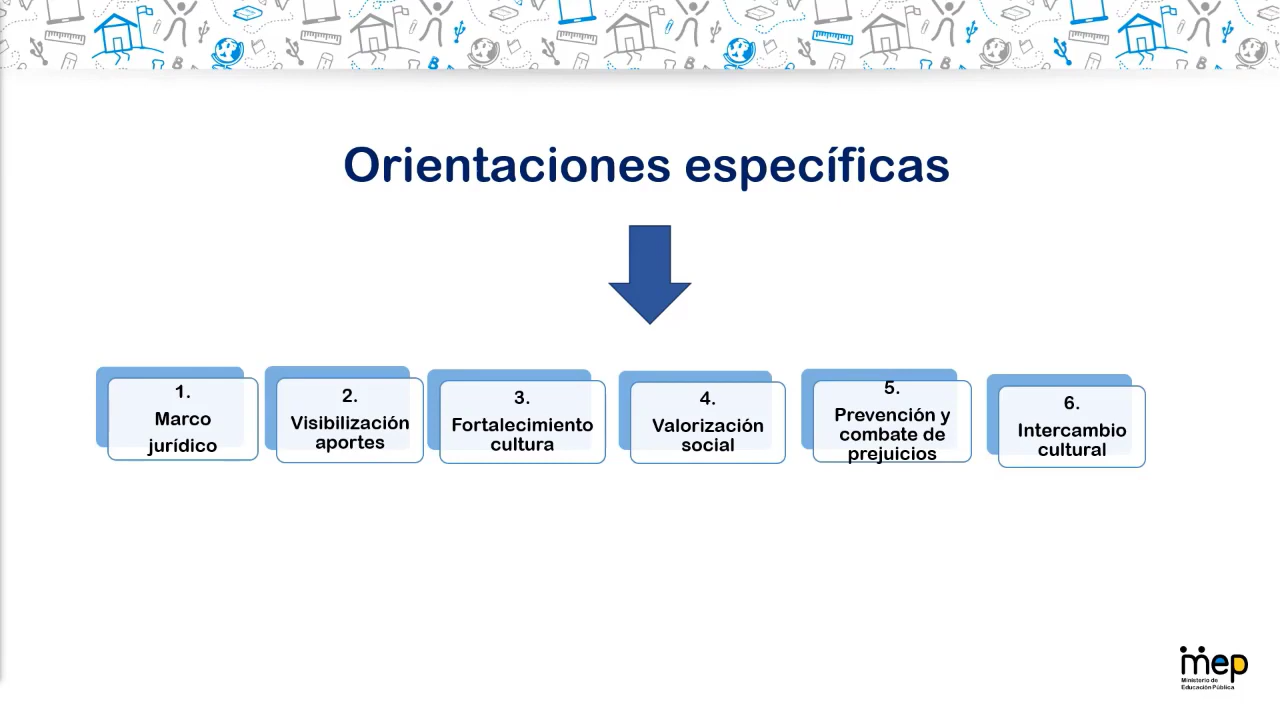 Orientaciones específicas
1.
Marco
jurídico
2.
Visibilización
aportes
3.
Fortalecimiento
cultura
4.
Valorización
social
5.
Prevención y
combate de
prejuicios
6.
Intercambio
cultural
mep
Ministerio de
Educación Pública